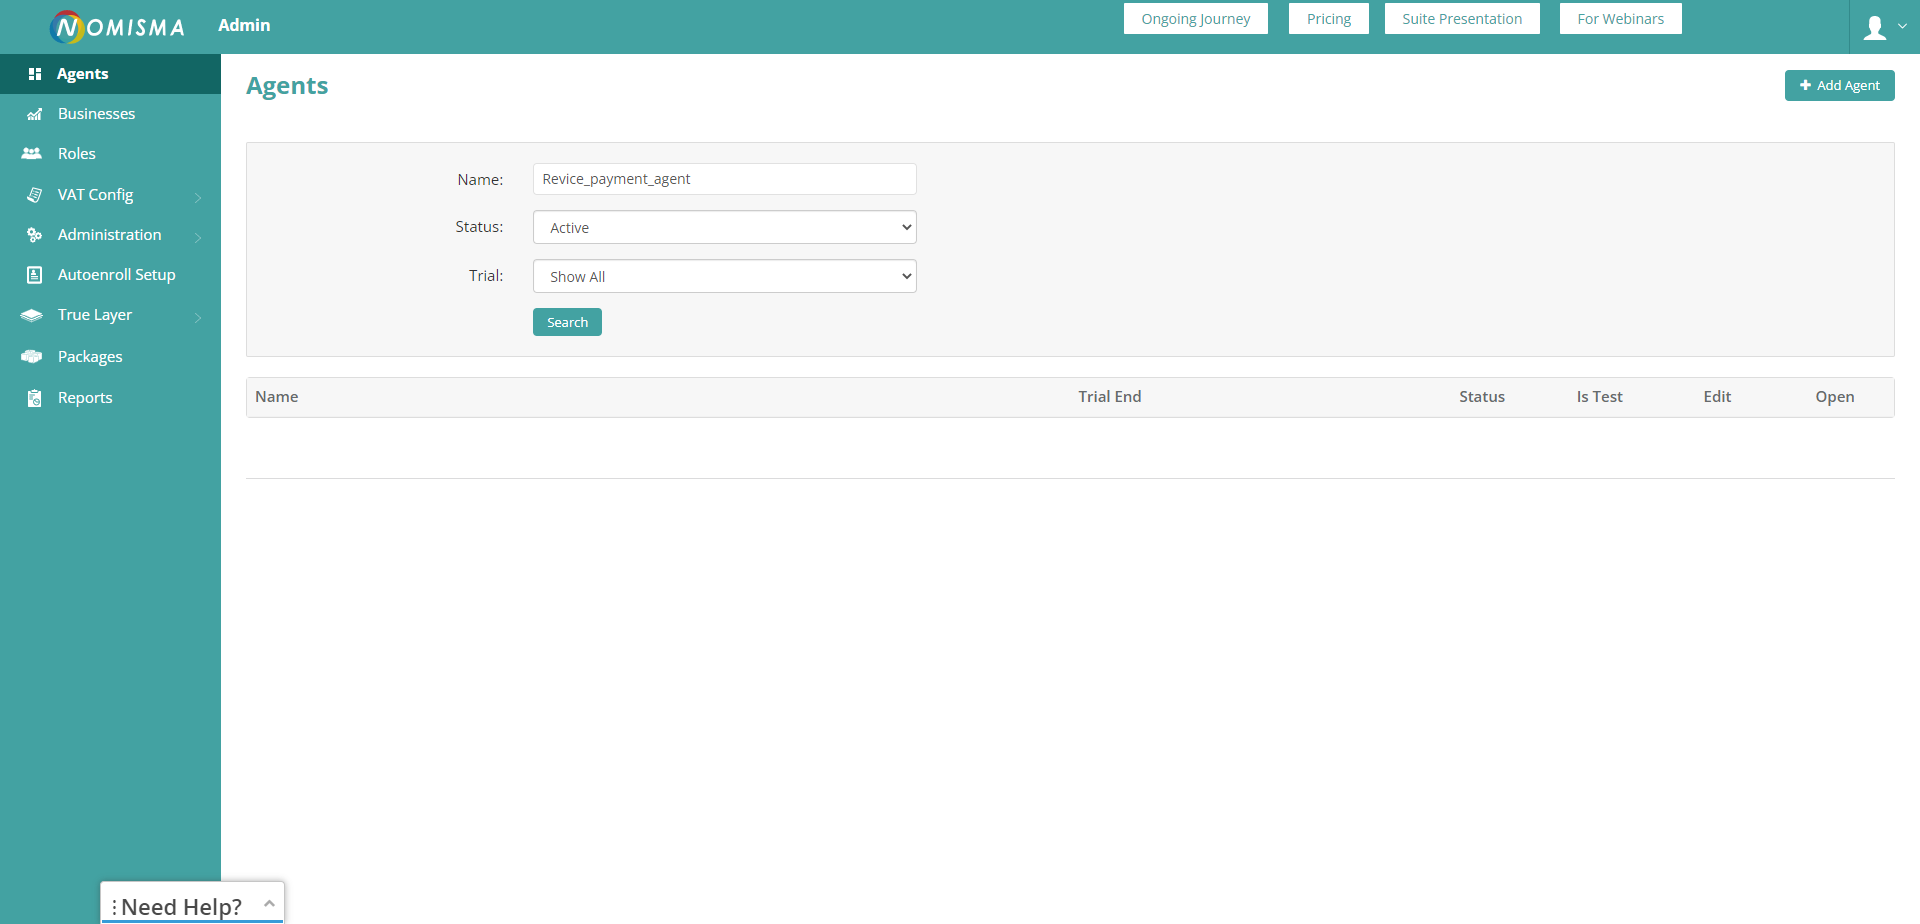 NOMISMA Admin Ongoing Journey Pricing Suite Presentation For Webinars
Agents
Businesses
Roles
VAT Config
Administration
Autoenroll Setup
True Layer
Packages
Reports
Agents
Add Agent
Name: Revice_payment_agent
Status: Active
Trial: Show All
Search
Name Trial End Status Is Test Edit Open
Need Help?